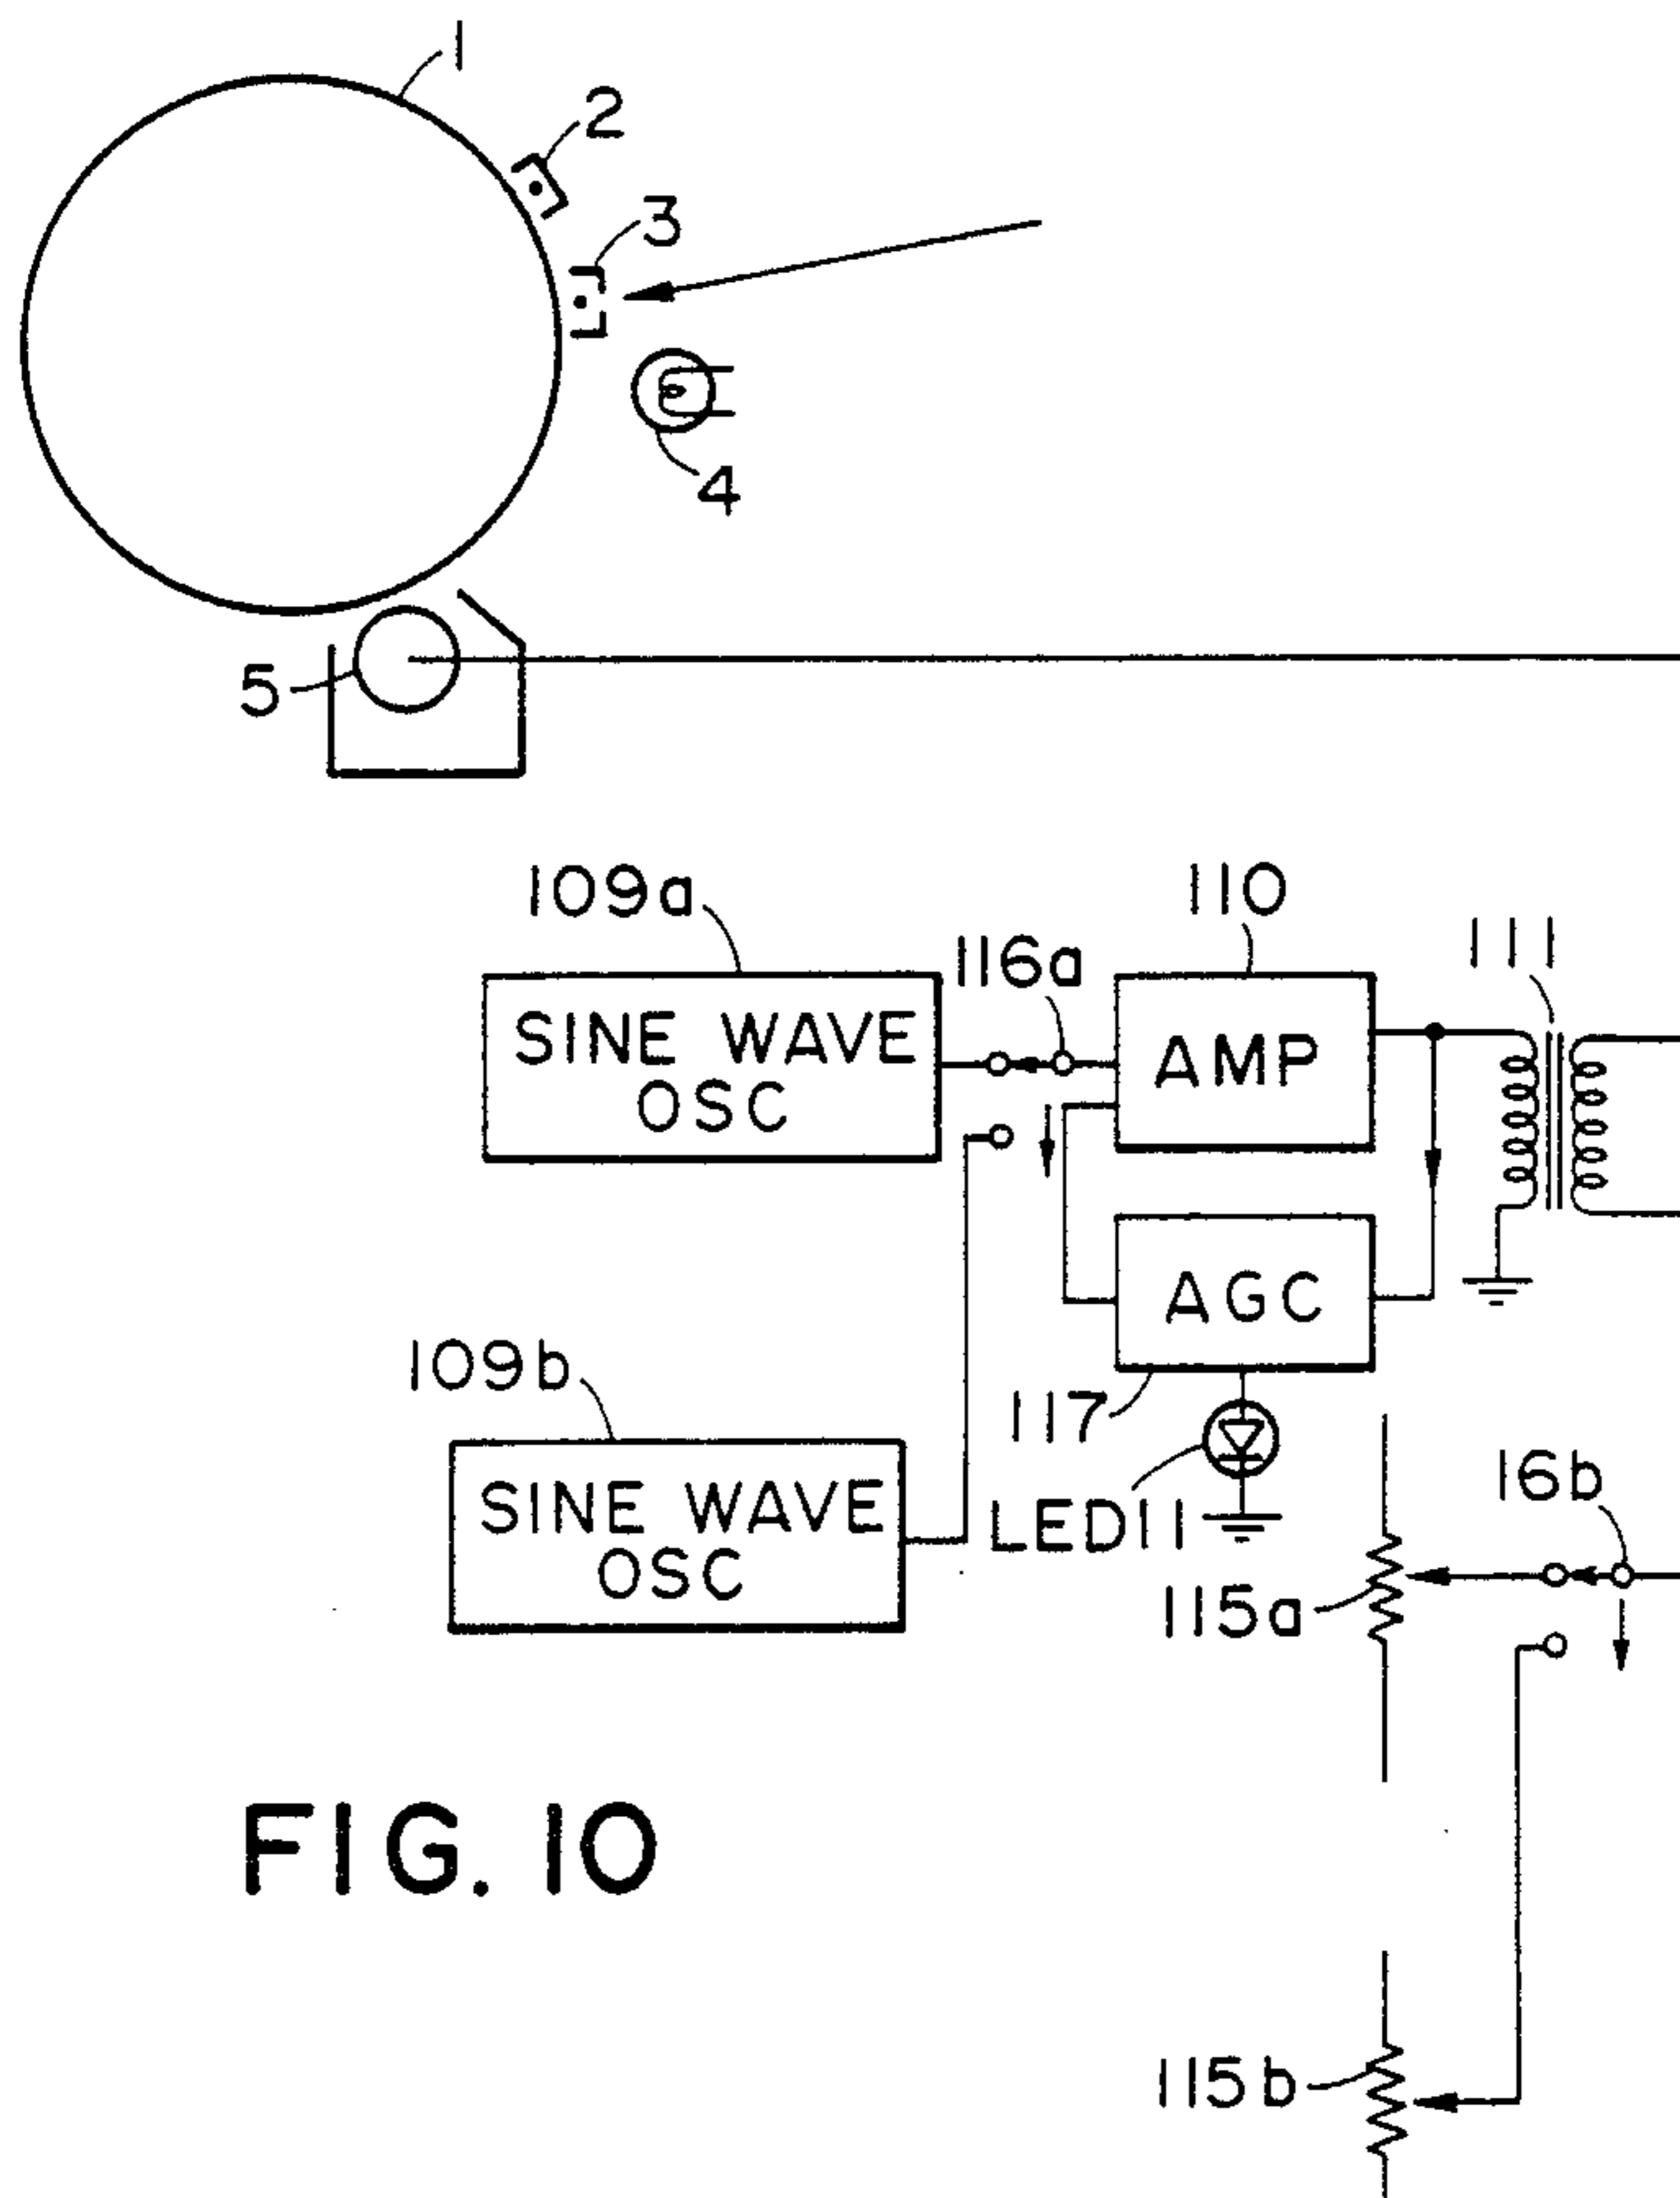 1
2
3
4
5
109a
110
111
116a
SINE WAVE
OSC
AMP
AGC
109b
117
SINE WAVE
OSC
LED11
16b
115a
FIG. 10
115b